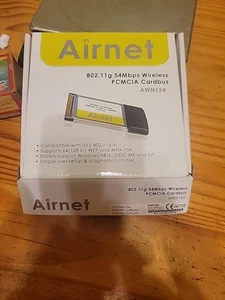 Airnet
802.11g 54Mbps Wireless
PCMCIA Cardbus
AWN154
• Compatible with IEEE 802.11g/b
• Supports 64/128-bit WEP and WPA-PSK
• Drivers support Windows 98SE, 2000, ME and XP
• Simple user setup & diagnostics utilities
Airnet
802.11g 54Mbps Wireless
PCMCIA Cardbus
AWN154